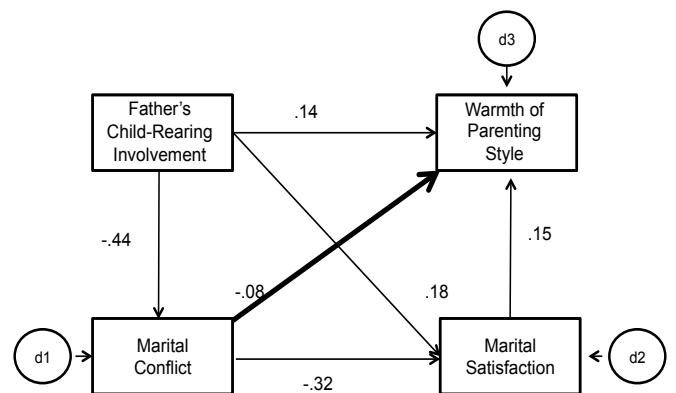 d3
Father's
Child-Rearing
Involvement
.14
Warmth of
Parenting
Style
-.44
.15
-.08
.18
d1
Marital
Conflict
-.32
Marital
Satisfaction
d2